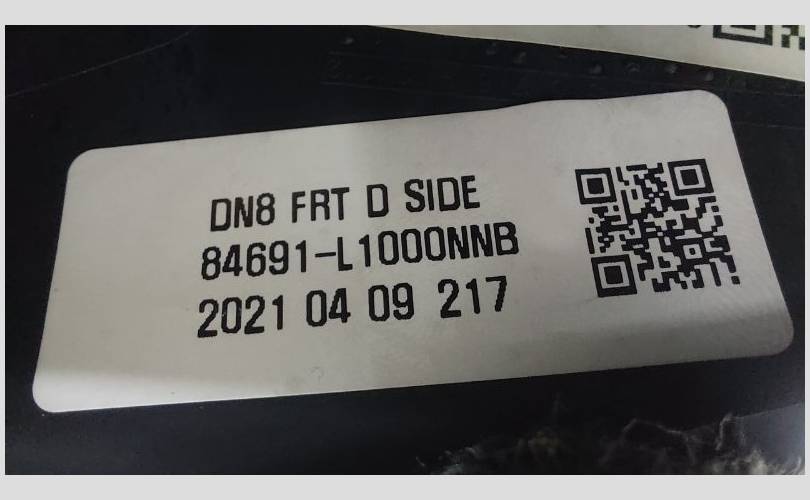 DN8 FRT D SIDE
84691-L1000NNB
2021 04 09 217